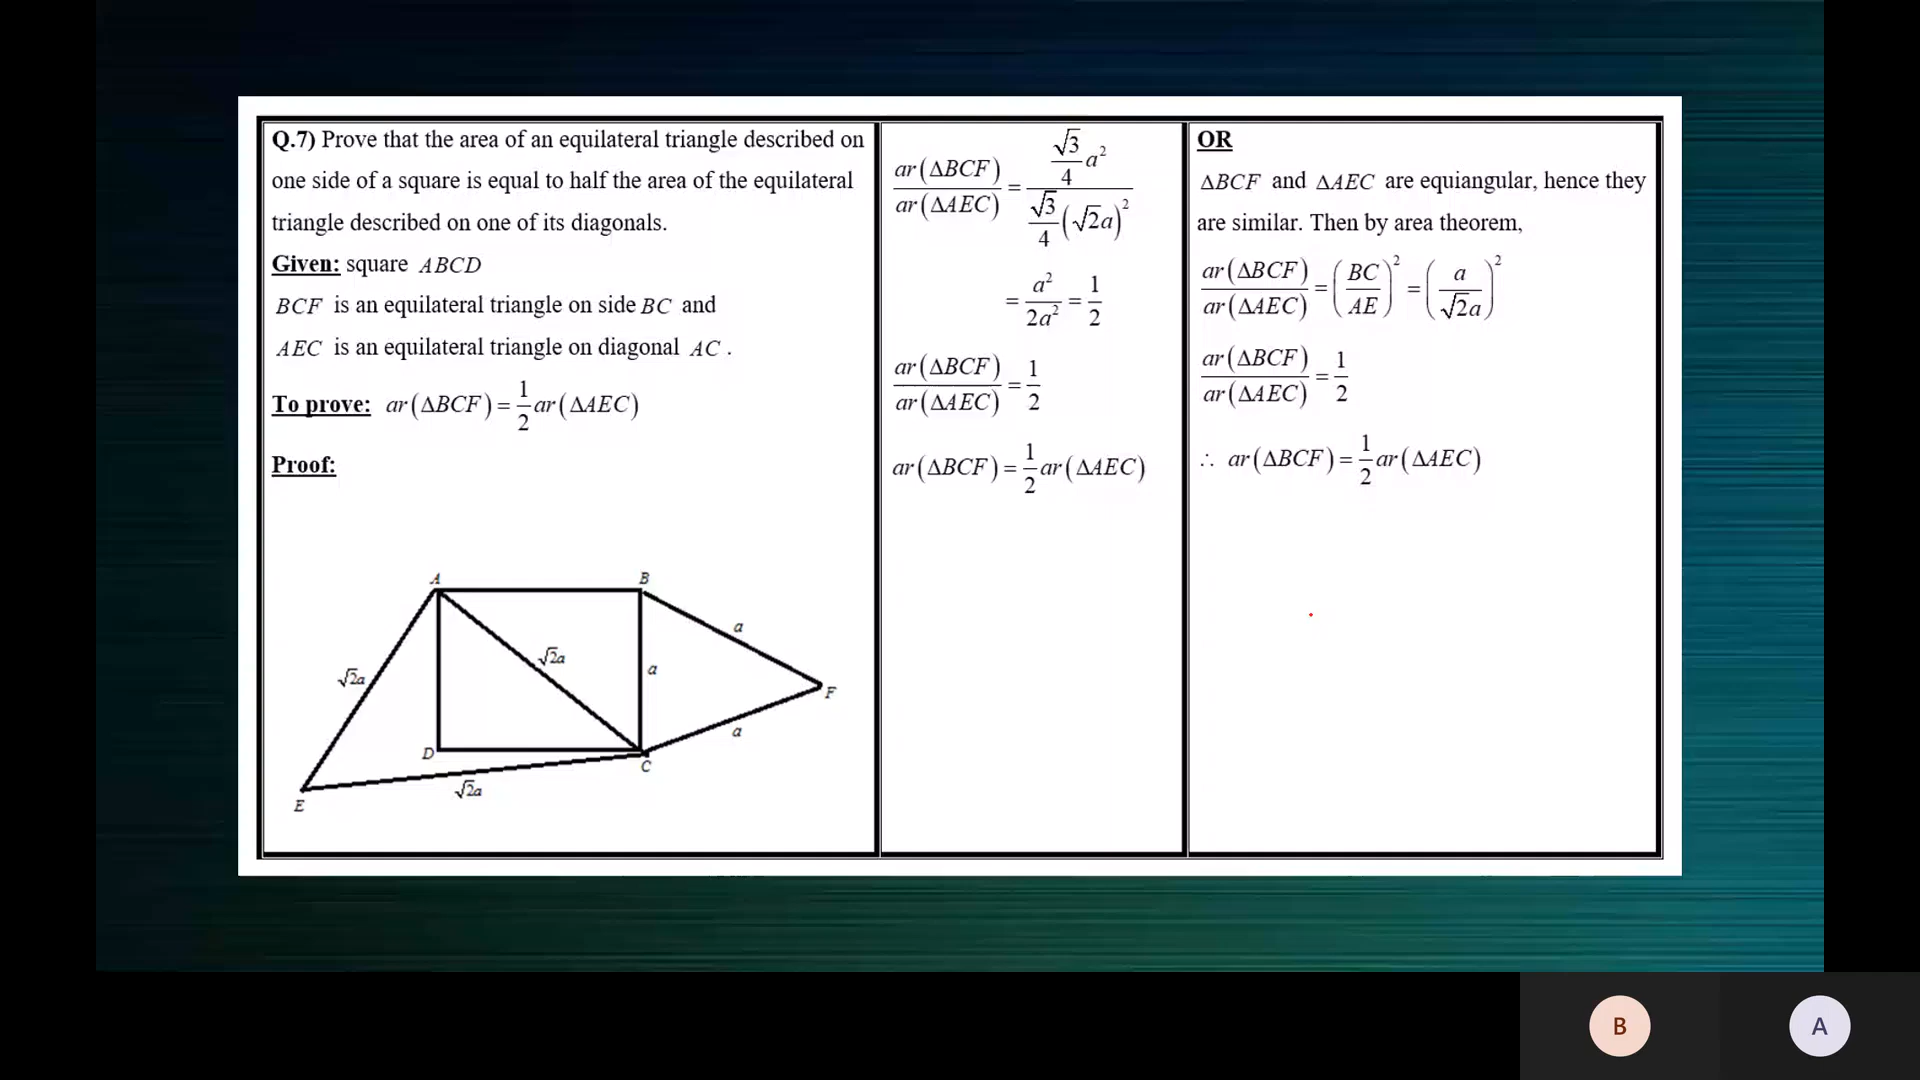 Q.7) Prove that the area of an equilateral triangle described on
one side of a square is equal to half the area of the equilateral
triangle described on one of its diagonals.
Given: square ABCD
BCF is an equilateral triangle on side BC and
AEC is an equilateral triangle on diagonal AC .
To prove: ar(ΔBCF) = 1/2 ar(ΔAEC)
Proof:
A
B
√2a
a
√2a
a
F
a
D
C
√2a
E
ar(ΔBCF)/ar(ΔAEC) = (√3/4 a²)/(√3/4 (√2a)²)
= a²/2a² = 1/2
ar(ΔBCF)/ar(ΔAEC) = 1/2
ar(ΔBCF) = 1/2 ar(ΔAEC)
OR
ΔBCF and ΔAEC are equiangular, hence they
are similar. Then by area theorem,
ar(ΔBCF)/ar(ΔAEC) = (BC/AE)² = (a/√2a)²
ar(ΔBCF)/ar(ΔAEC) = 1/2
∴ ar(ΔBCF) = 1/2 ar(ΔAEC)
B
A